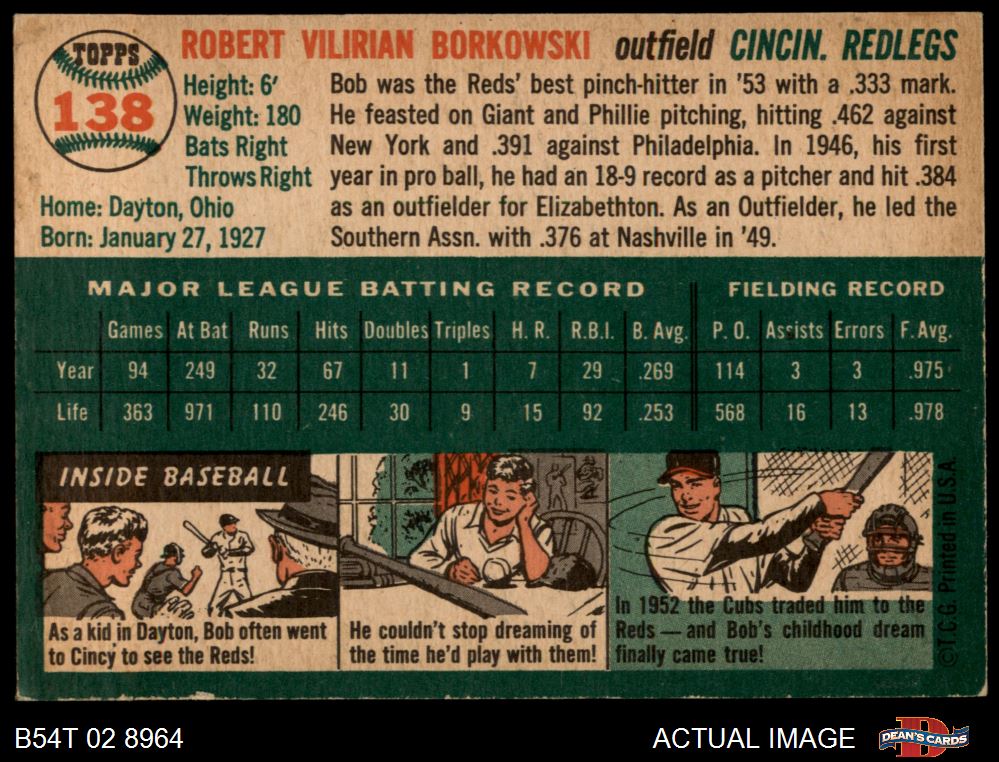 TOPPS
138
ROBERT VILIRIAN BORKOWSKI outfield CINCIN. REDLEGS
Height: 6'
Weight: 180
Bats Right
Throws Right
Home: Dayton, Ohio
Born: January 27, 1927
Bob was the Reds' best pinch-hitter in '53 with a .333 mark.
He feasted on Giant and Phillie pitching, hitting .462 against
New York and .391 against Philadelphia. In 1946, his first
year in pro ball, he had an 18-9 record as a pitcher and hit .384
as an outfielder for Elizabethton. As an Outfielder, he led the
Southern Assn. with .376 at Nashville in '49.
MAJOR LEAGUE BATTING RECORD FIELDING RECORD
Games At Bat Runs Hits Doubles Triples H. R. R.B.I. B. Avg. P. O. Assists Errors F. Avg.
Year 94 249 32 67 11 1 7 29 .269 114 3 3 .975
Life 363 971 110 246 30 9 15 92 .253 568 16 13 .978
INSIDE BASEBALL
As a kid in Dayton, Bob often went
to Cincy to see the Reds!
He couldn't stop dreaming of
the time he'd play with them!
In 1952 the Cubs traded him to the
Reds — and Bob's childhood dream
finally came true!
©T.C.G. Printed in U.S.A.
B54T 02 8964
ACTUAL IMAGE
D
DEAN'S CARDS